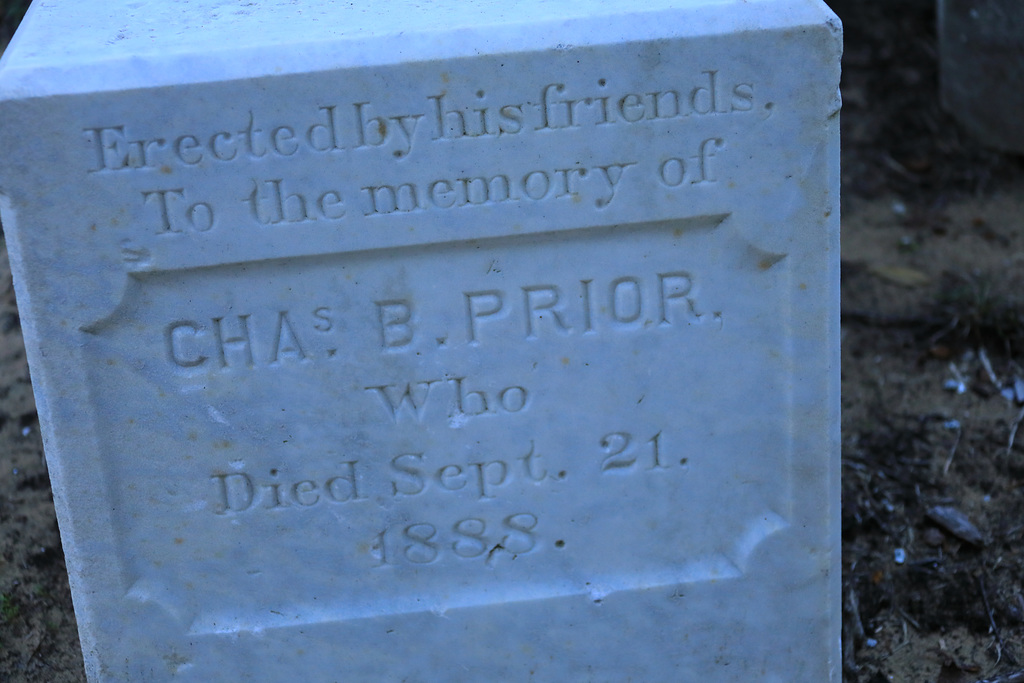 Erected by his friends,
To the memory of
CHAˢ. B. PRIOR.
Who
Died Sept. 21.
1888.